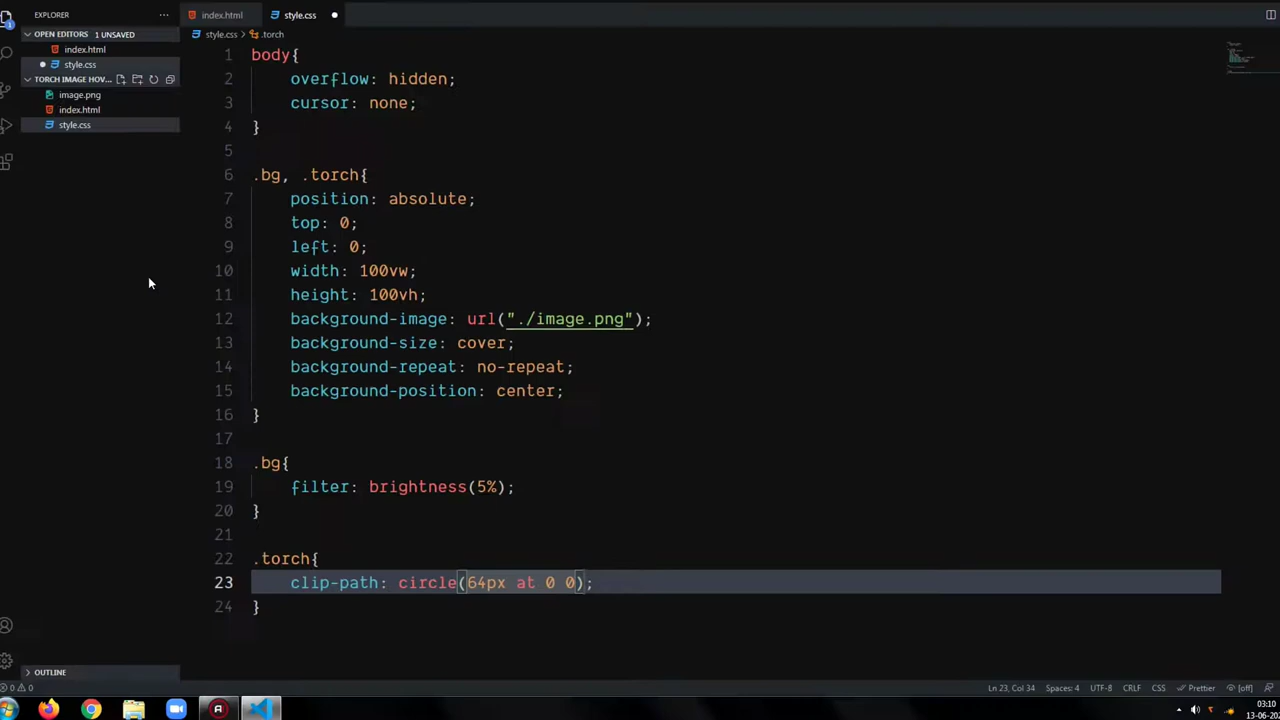 EXPLORER
index.html
style.css
OPEN EDITORS 1 UNSAVED
index.html
style.css
TORCH IMAGE HOV...
image.png
index.html
style.css
style.css > .torch
1 body{
2 overflow: hidden;
3 cursor: none;
4 }
5
6 .bg, .torch{
7 position: absolute;
8 top: 0;
9 left: 0;
10 width: 100vw;
11 height: 100vh;
12 background-image: url("./image.png");
13 background-size: cover;
14 background-repeat: no-repeat;
15 background-position: center;
16 }
17
18 .bg{
19 filter: brightness(5%);
20 }
21
22 .torch{
23 clip-path: circle(64px at 0 0);
24 }
OUTLINE
0 0
Ln 23, Col 34 Spaces: 4 UTF-8 CRLF CSS Prettier [off]
03:10